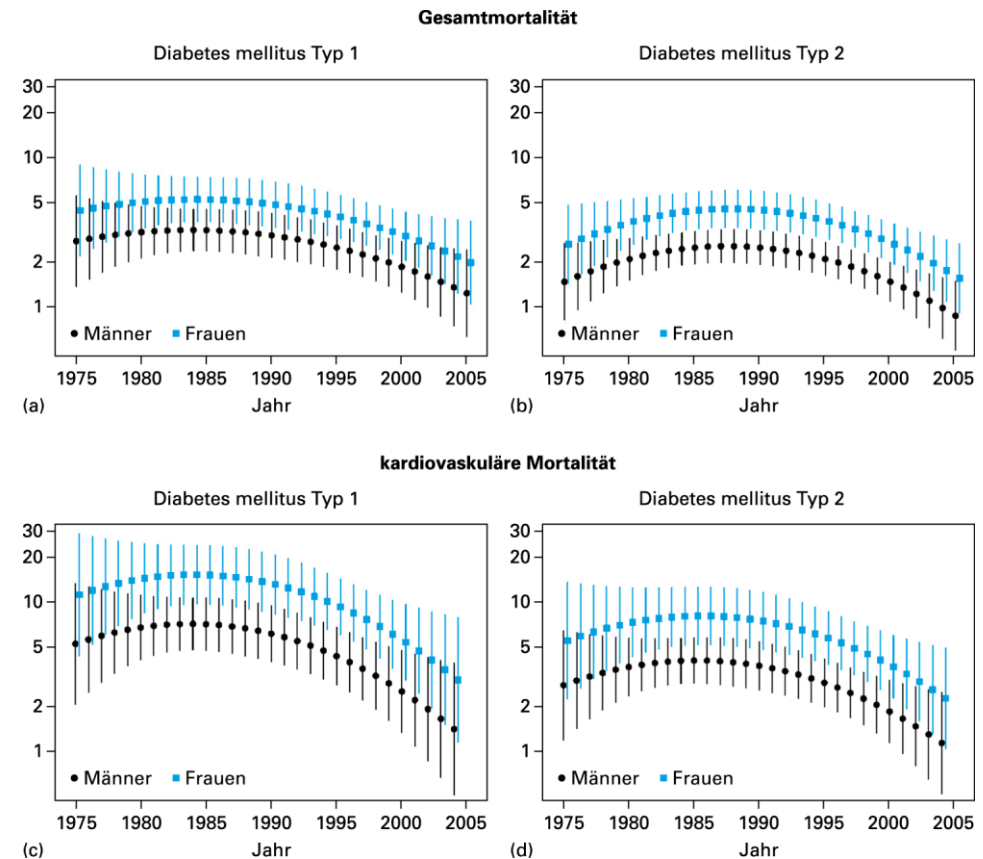 Gesamtmortalität
Diabetes mellitus Typ 1
30
20
10
5
2
1
Männer Frauen
1975 1980 1985 1990 1995 2000 2005
(a) Jahr
Diabetes mellitus Typ 2
30
20
10
5
2
1
Männer Frauen
1975 1980 1985 1990 1995 2000 2005
(b) Jahr
kardiovaskuläre Mortalität
Diabetes mellitus Typ 1
30
20
10
5
2
1
Männer Frauen
1975 1980 1985 1990 1995 2000 2005
(c) Jahr
Diabetes mellitus Typ 2
30
20
10
5
2
1
Männer Frauen
1975 1980 1985 1990 1995 2000 2005
(d) Jahr